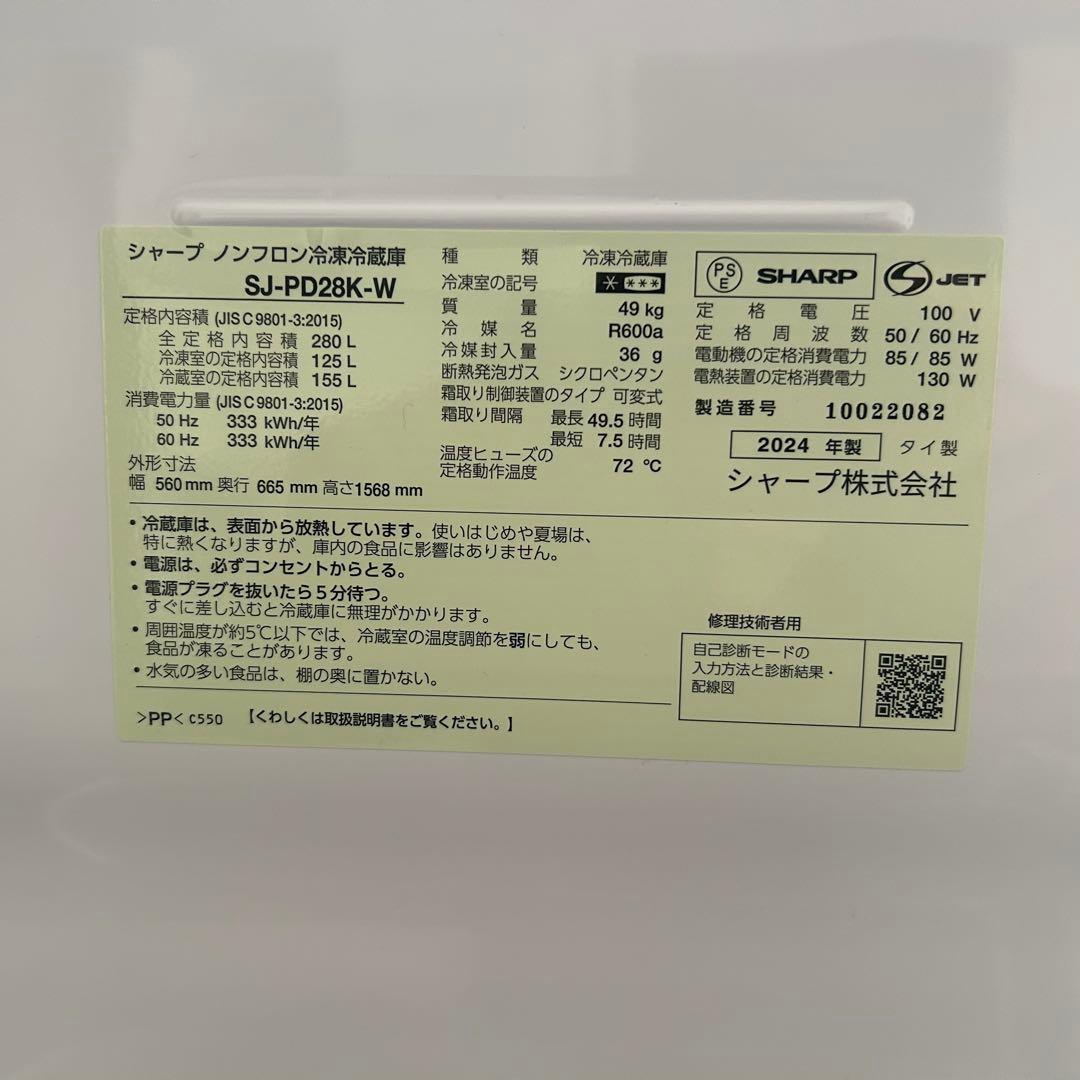 シャープ ノンフロン冷凍冷蔵庫
SJ-PD28K-W
定格内容積 (JIS C 9801-3:2015)
全定格内容積 280 L
冷凍室の定格内容積 125 L
冷蔵室の定格内容積 155 L
消費電力量 (JIS C 9801-3:2015)
50 Hz 333 kWh/年
60 Hz 333 kWh/年
外形寸法
幅 560 mm 奥行 665 mm 高さ 1568 mm
種類 冷凍冷蔵庫
冷凍室の記号 * ***
質量 49 kg
冷媒名 R600a
冷媒封入量 36 g
断熱発泡ガス シクロペンタン
霜取り制御装置のタイプ 可変式
霜取り間隔 最長 49.5 時間
最短 7.5 時間
温度ヒューズの
定格動作温度 72 ℃
PSE SHARP JET
定格電圧 100 V
定格周波数 50 / 60 Hz
電動機の定格消費電力 85 / 85 W
電熱装置の定格消費電力 130 W
製造番号 10022082
2024 年製 タイ製
シャープ株式会社
・冷蔵庫は、表面から放熱しています。使いはじめや夏場は、
特に熱くなりますが、庫内の食品に影響はありません。
・電源は、必ずコンセントからとる。
・電源プラグを抜いたら5分待つ。
すぐに差し込むと冷蔵庫に無理がかかります。
・周囲温度が約5℃以下では、冷蔵室の温度調節を弱にしても、
食品が凍ることがあります。
・水気の多い食品は、棚の奥に置かない。
>PP< C550 【くわしくは取扱説明書をご覧ください。】
修理技術者用
自己診断モードの
入力方法と診断結果・
配線図